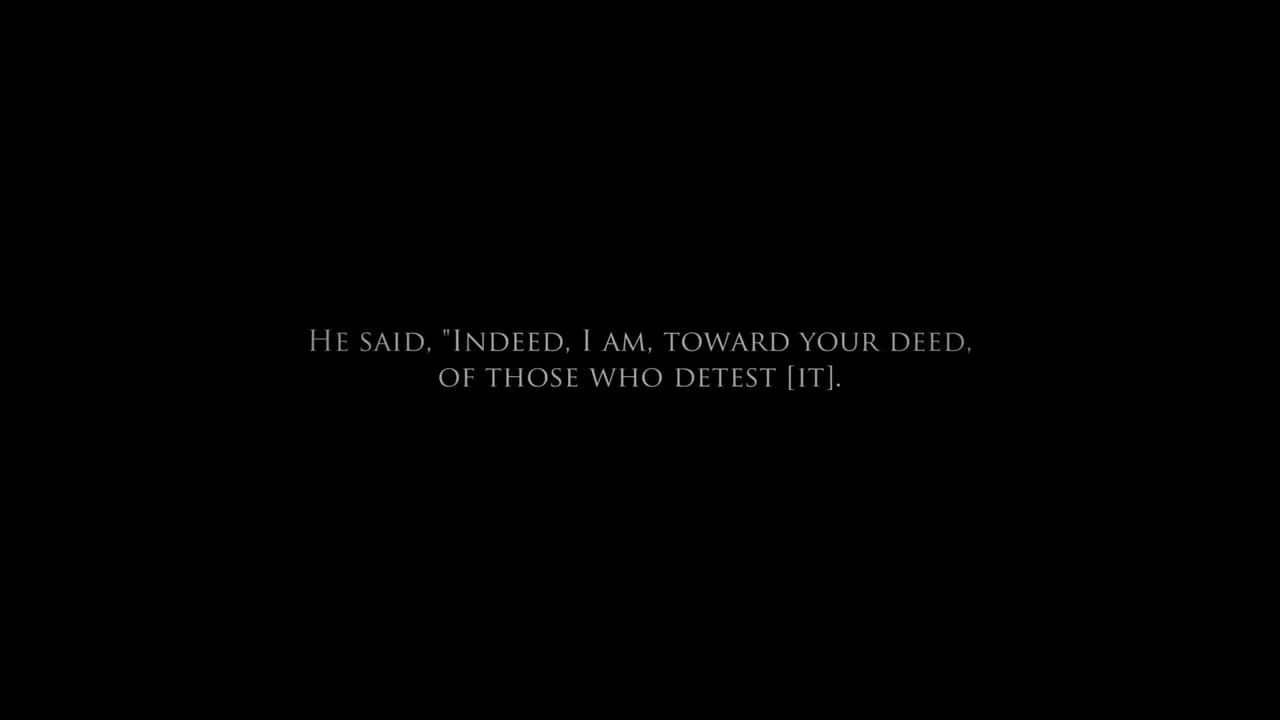 He said, "Indeed, I am, toward your deed,
of those who detest [it].